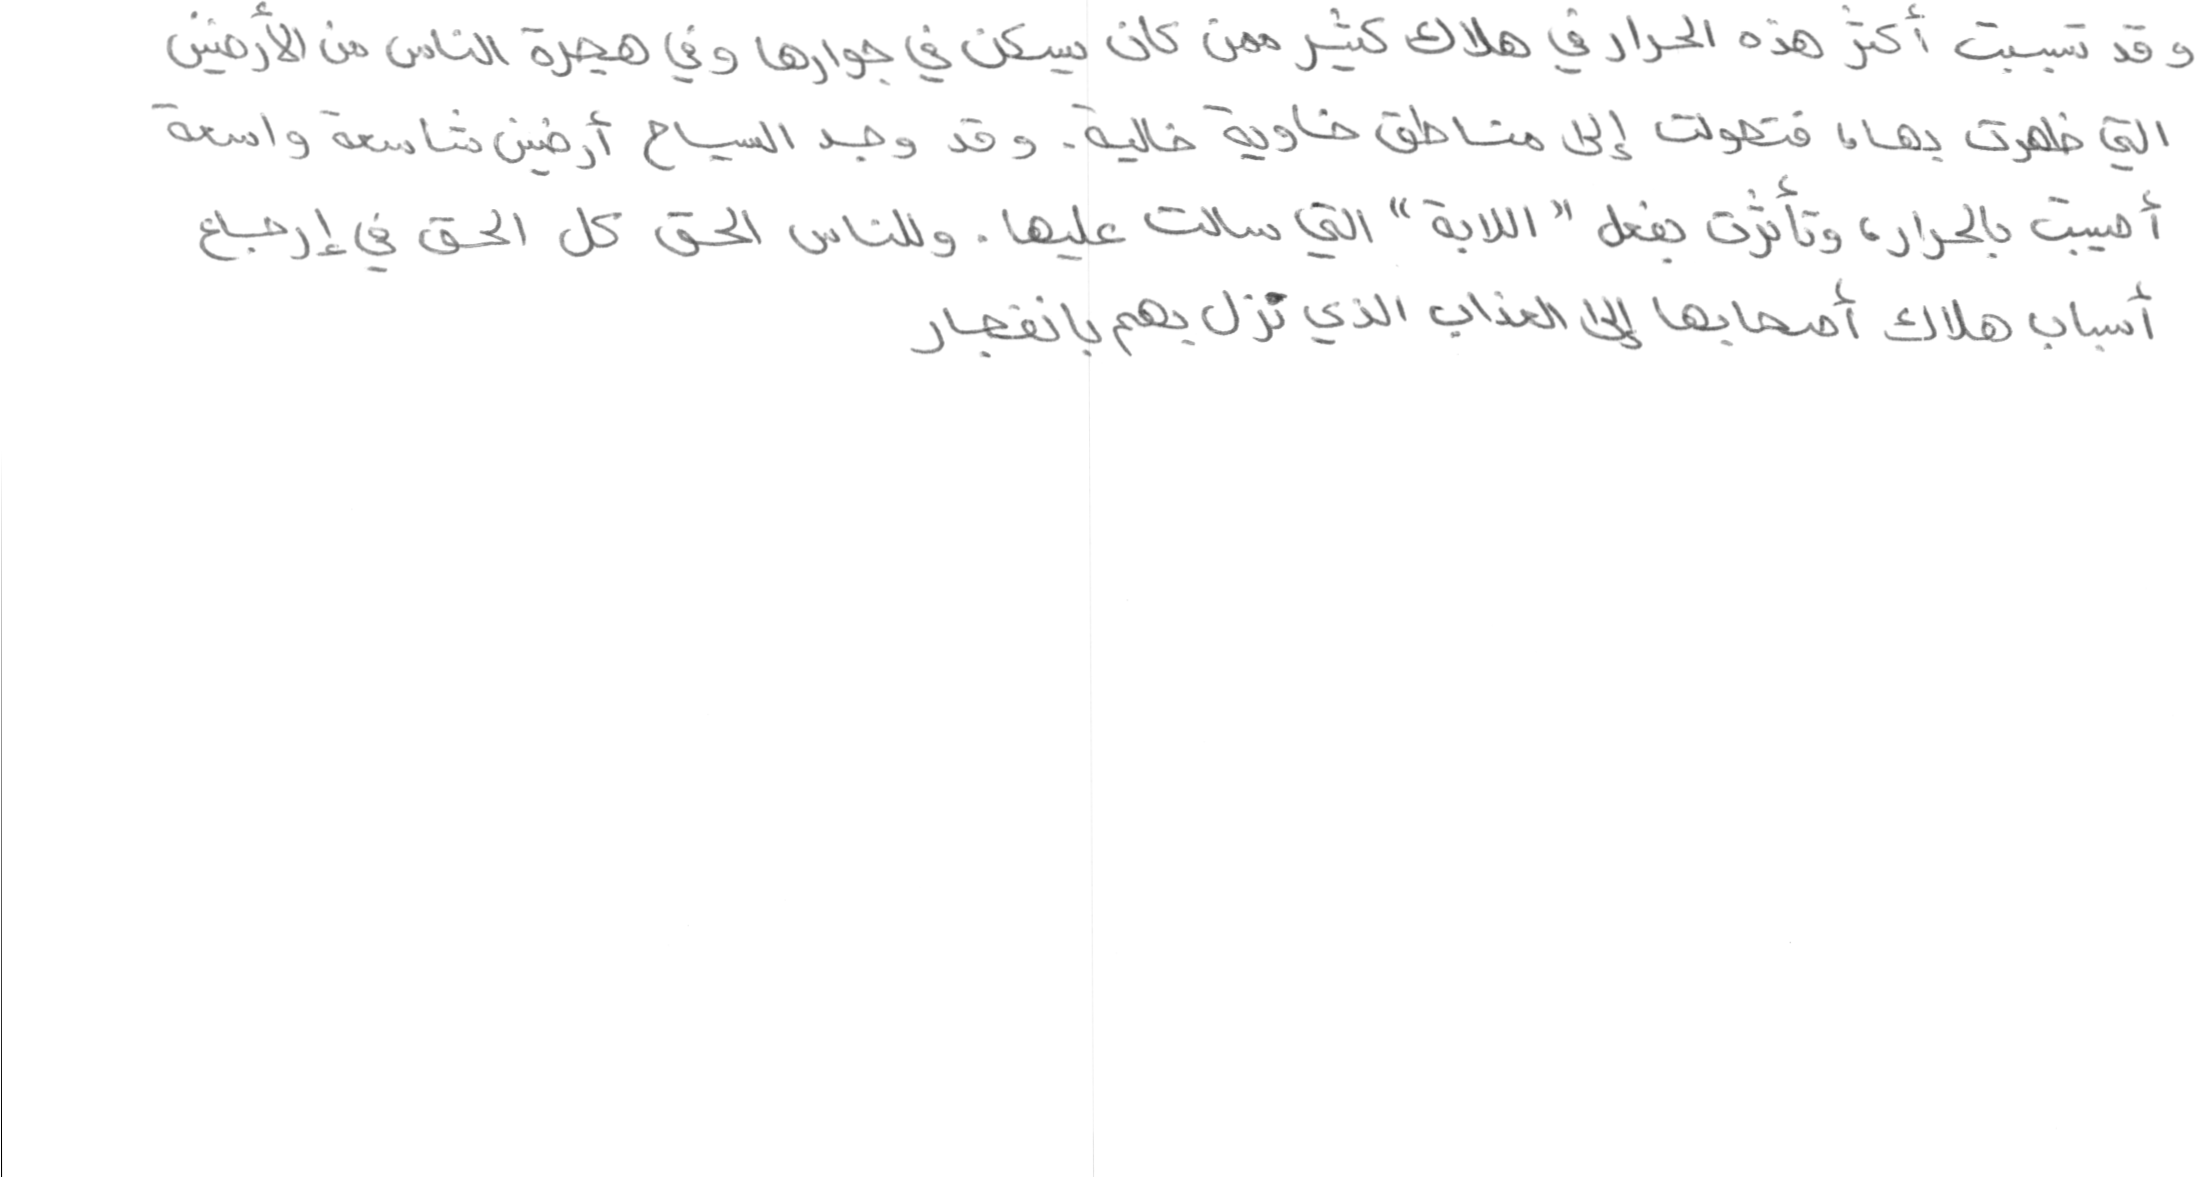 وقد تسببت أكثر هذه الحرار في هلاك كثير ممن كان يسكن في جوارها وفي هجرة الناس من الأرضين
التي ظهرت بها، فتحولت إلى مناطق خاوية خالية. وقد وجد السياح أرضين شاسعة واسعة
أصيبت بالحرار، وتأثرت بفعل "اللابة" التي سالت عليها. وللناس الحق كل الحق في إرجاع
أسباب هلاك أصحابها إلى العذاب الذي نزل بهم بانفجار